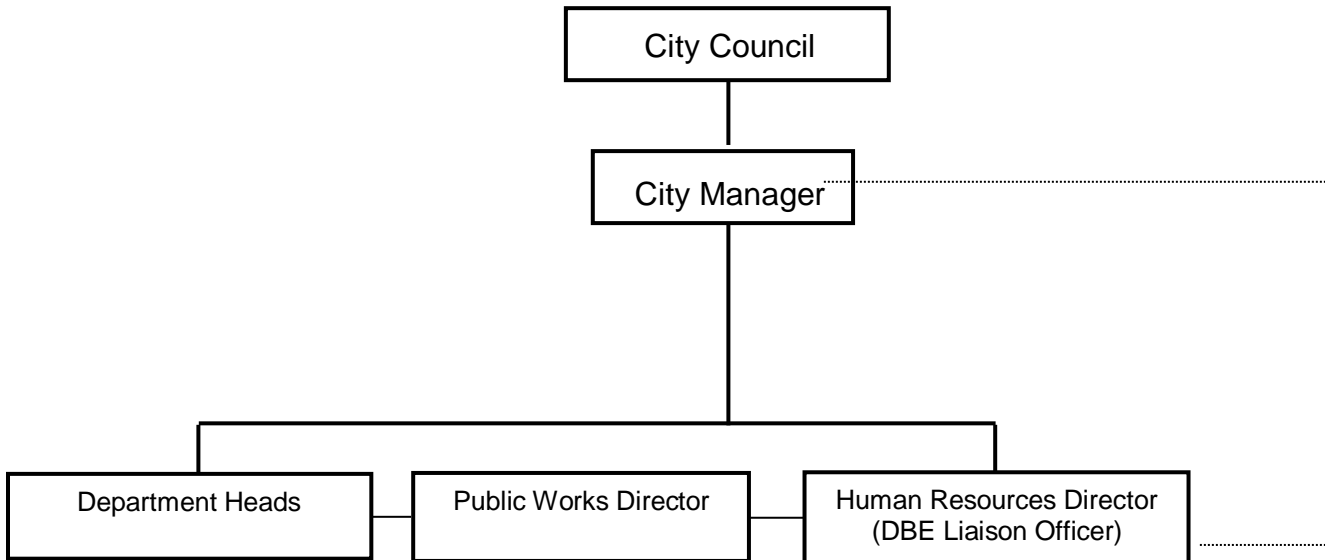 City Council
City Manager
Department Heads
Public Works Director
Human Resources Director
(DBE Liaison Officer)